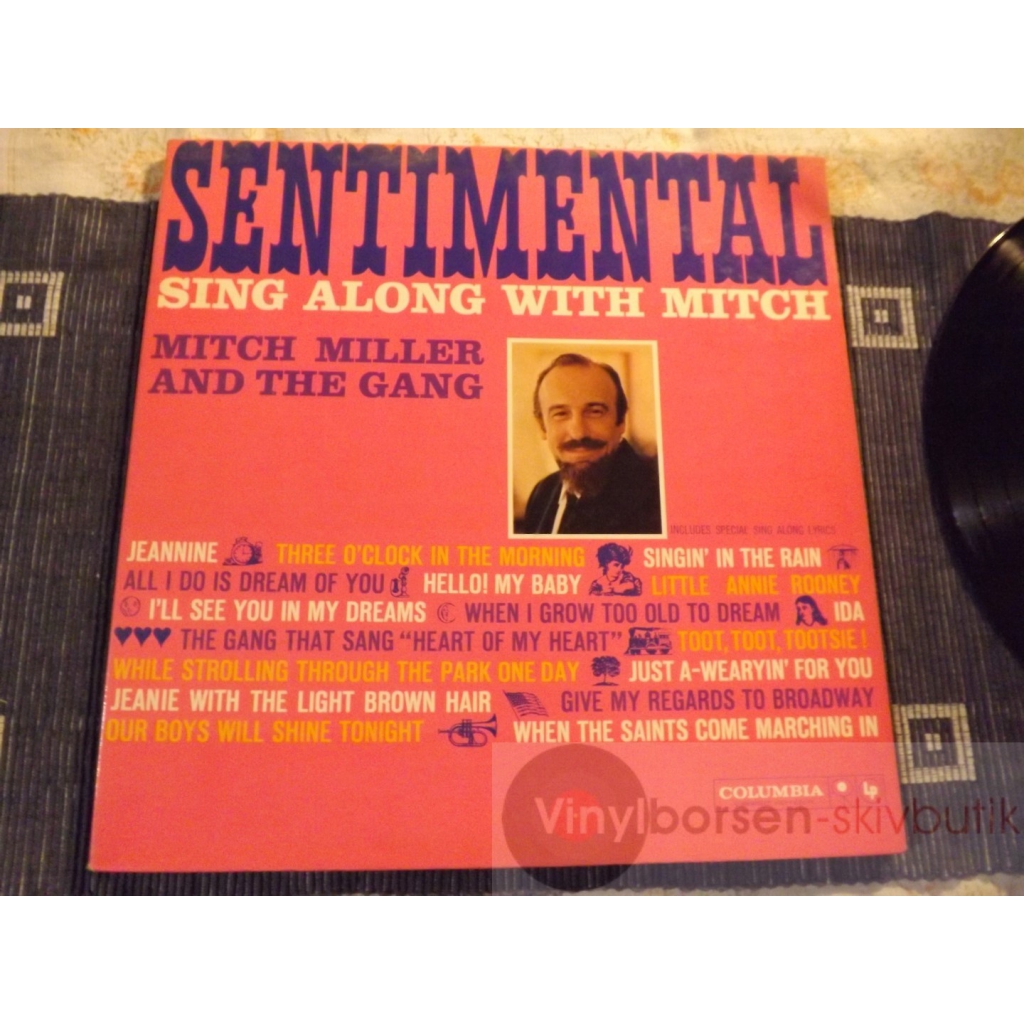 SENTIMENTAL
SING ALONG WITH MITCH
MITCH MILLER
AND THE GANG
INCLUDES SPECIAL SING ALONG LYRICS
JEANNINE THREE O'CLOCK IN THE MORNING SINGIN' IN THE RAIN
ALL I DO IS DREAM OF YOU HELLO! MY BABY LITTLE ANNIE ROONEY
I'LL SEE YOU IN MY DREAMS WHEN I GROW TOO OLD TO DREAM IDA
THE GANG THAT SANG "HEART OF MY HEART" TOOT, TOOT, TOOTSIE!
WHILE STROLLING THROUGH THE PARK ONE DAY JUST A-WEARYIN' FOR YOU
JEANIE WITH THE LIGHT BROWN HAIR GIVE MY REGARDS TO BROADWAY
OUR BOYS WILL SHINE TONIGHT WHEN THE SAINTS COME MARCHING IN
COLUMBIA Lp
Vinylborsen-skivbutik